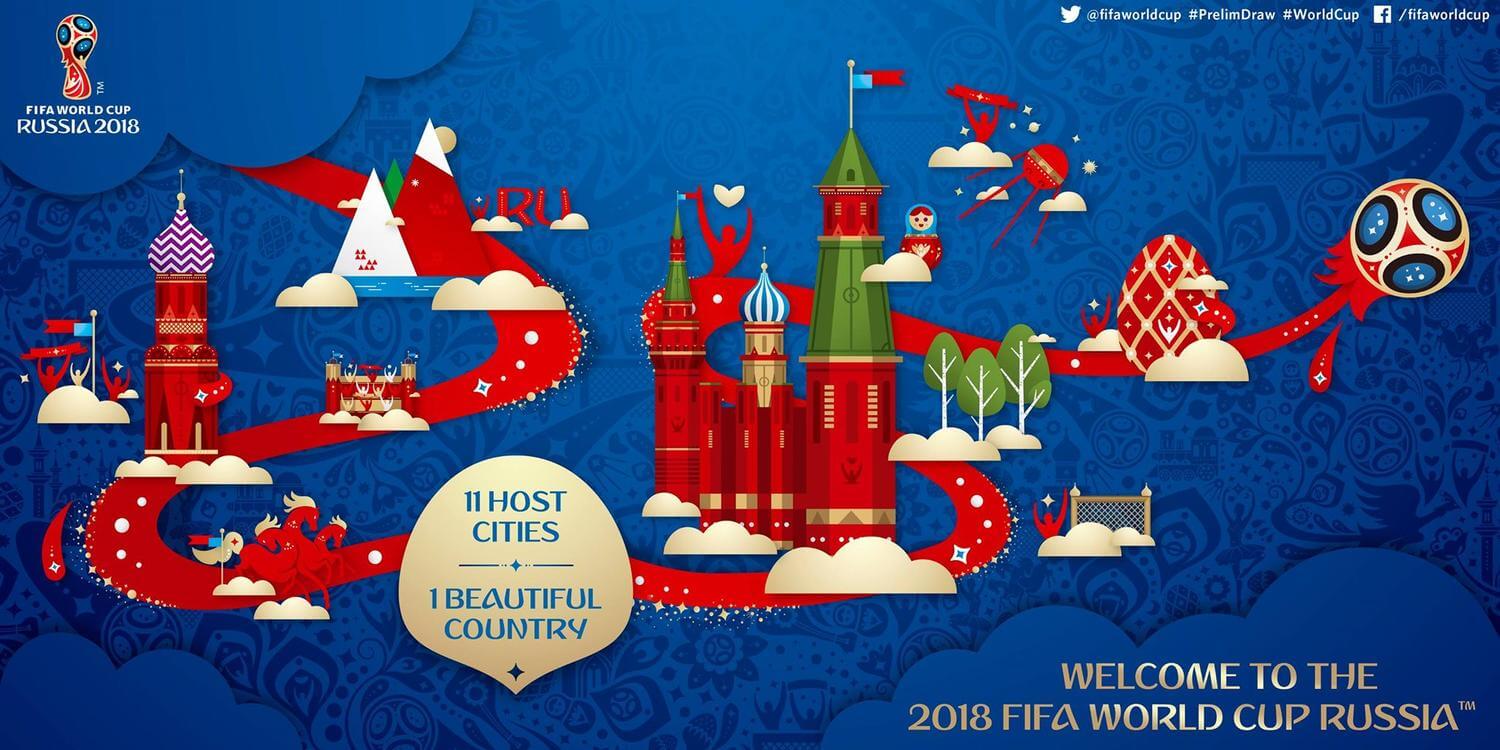 @fifaworldcup #PrelimDraw #WorldCup /fifaworldcup
FIFA WORLD CUP
RUSSIA 2018
TM
RU
11 HOST
CITIES
1 BEAUTIFUL
COUNTRY
WELCOME TO THE
2018 FIFA WORLD CUP RUSSIA™